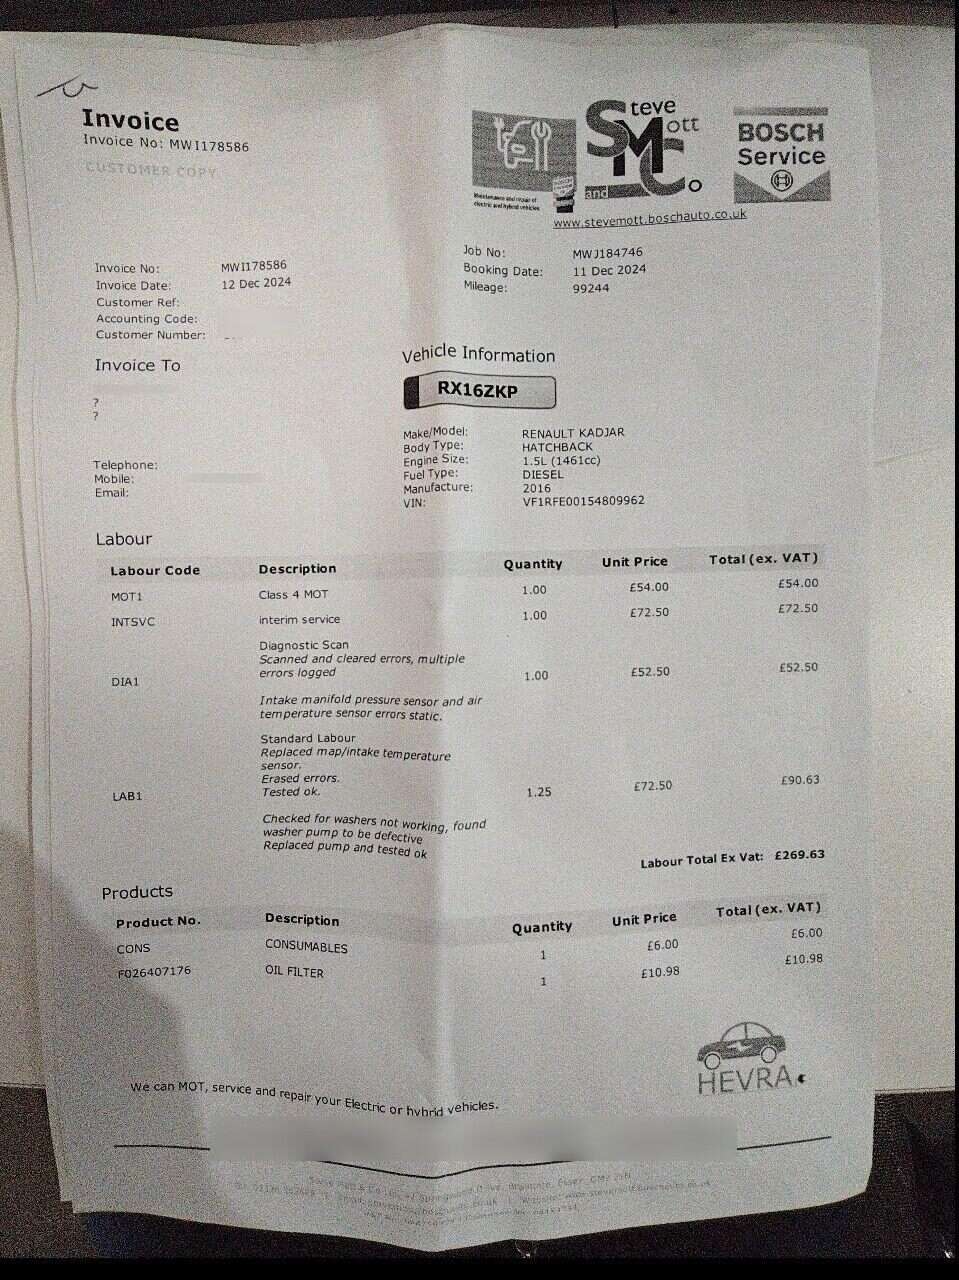 Invoice
Invoice No: MWI178586
CUSTOMER COPY
Maintenance and repair of
electric and hybrid vehicles.
Steve
Mott
and Co
BOSCH
Service
www.stevemott.boschauto.co.uk
Invoice No: MWI178586
Invoice Date: 12 Dec 2024
Customer Ref:
Accounting Code:
Customer Number:
Job No: MWJ184746
Booking Date: 11 Dec 2024
Mileage: 99244
Invoice To
?
?
Telephone:
Mobile:
Email:
Vehicle Information
RX16ZKP
Make/Model: RENAULT KADJAR
Body Type: HATCHBACK
Engine Size: 1.5L (1461cc)
Fuel Type: DIESEL
Manufacture: 2016
VIN: VF1RFE00154809962
Labour
Labour Code Description Quantity Unit Price Total (ex. VAT)
MOT1 Class 4 MOT 1.00 £54.00 £54.00
INTSVC interim service 1.00 £72.50 £72.50
Diagnostic Scan
Scanned and cleared errors, multiple
errors logged
DIA1 1.00 £52.50 £52.50
Intake manifold pressure sensor and air
temperature sensor errors static.
Standard Labour
Replaced map/intake temperature
sensor.
Erased errors.
Tested ok.
LAB1 1.25 £72.50 £90.63
Checked for washers not working, found
washer pump to be defective
Replaced pump and tested ok
Labour Total Ex Vat: £269.63
Products
Product No. Description Quantity Unit Price Total (ex. VAT)
CONS CONSUMABLES 1 £6.00 £6.00
F026407176 OIL FILTER 1 £10.98 £10.98
HEVRA
We can MOT, service and repair your Electric or hybrid vehicles.